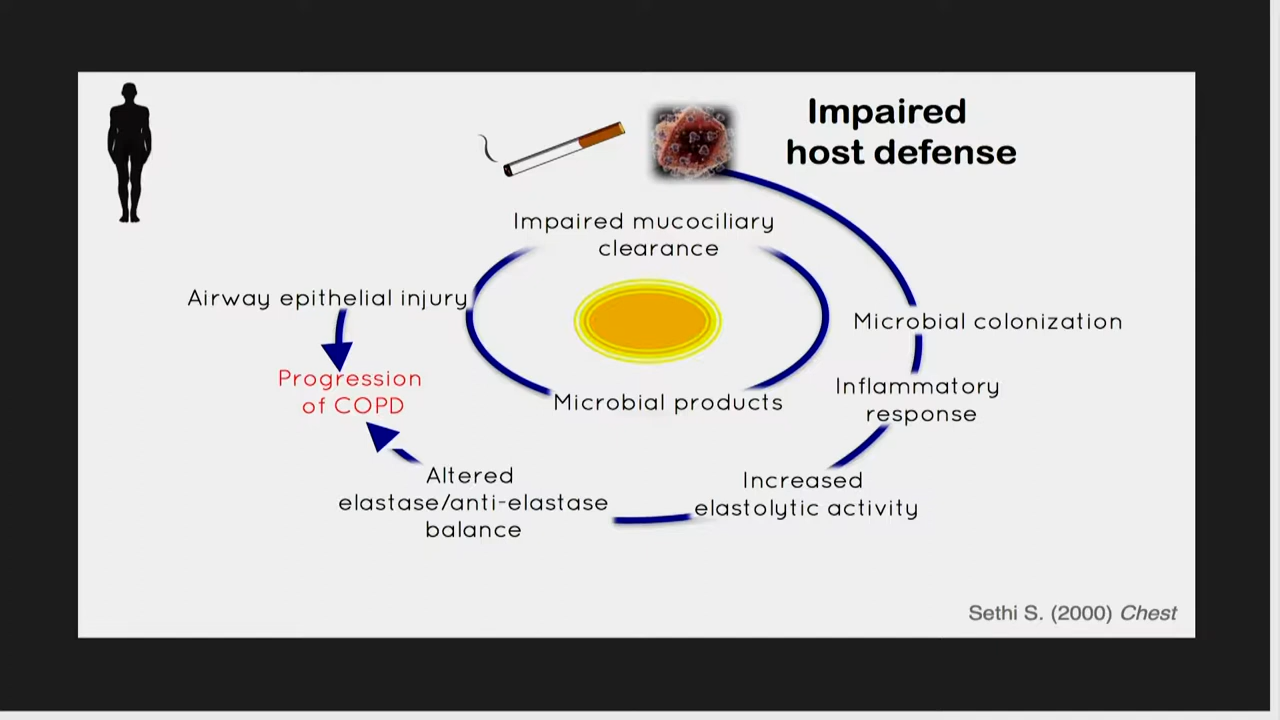 Impaired
host defense
Impaired mucociliary
clearance
Airway epithelial injury
Microbial colonization
Progression
of COPD
Microbial products
Inflammatory
response
Altered
elastase/anti-elastase
balance
Increased
elastolytic activity
Sethi S. (2000) Chest